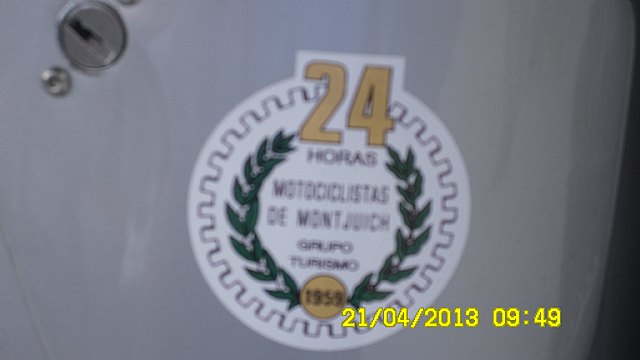 24
HORAS
MOTOCICLISTAS
DE MONTJUICH
GRUPO
TURISMO
1959
21/04/2013 09:49